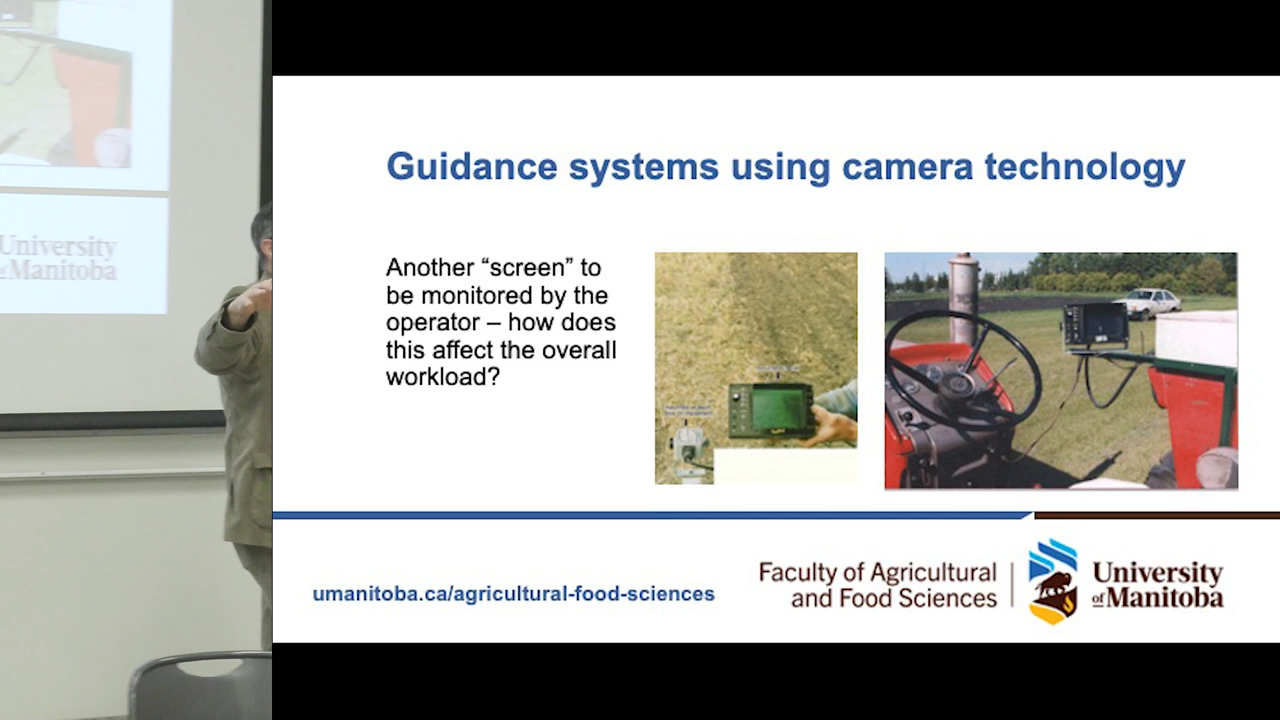 University
of Manitoba
Guidance systems using camera technology
Another “screen” to
be monitored by the
operator – how does
this affect the overall
workload?
umanitoba.ca/agricultural-food-sciences
Faculty of Agricultural
and Food Sciences
University
of Manitoba